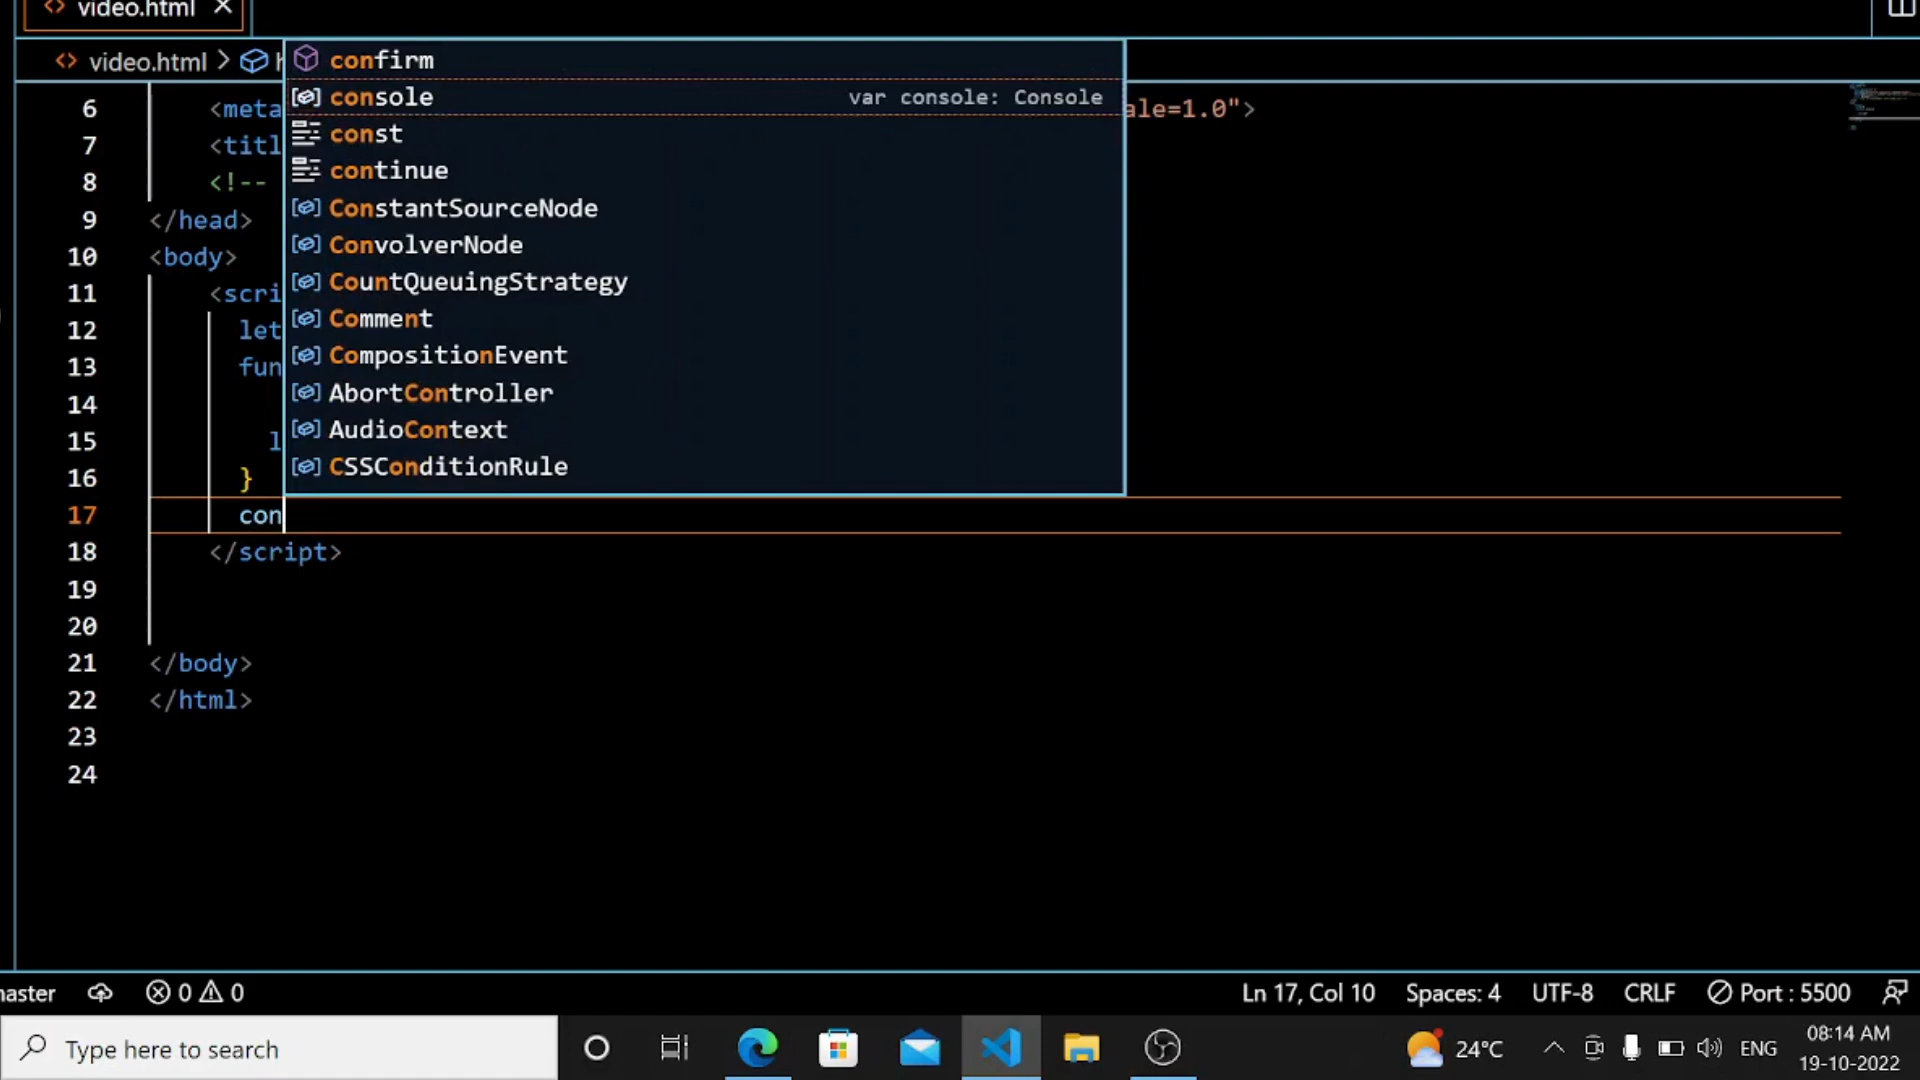 video.html
video.html
confirm
console var console: Console
const
continue
ConstantSourceNode
ConvolverNode
CountQueuingStrategy
Comment
CompositionEvent
AbortController
AudioContext
CSSConditionRule
6 <meta ale=1.0">
7 <titl
8 <!--
9 </head>
10 <body>
11 <scri
12 let
13 fun
14
15 l
16 }
17 con
18 </script>
19
20
21 </body>
22 </html>
23
24
0 0 Ln 17, Col 10 Spaces: 4 UTF-8 CRLF Port : 5500
Type here to search
24°C ENG
08:14 AM
19-10-2022